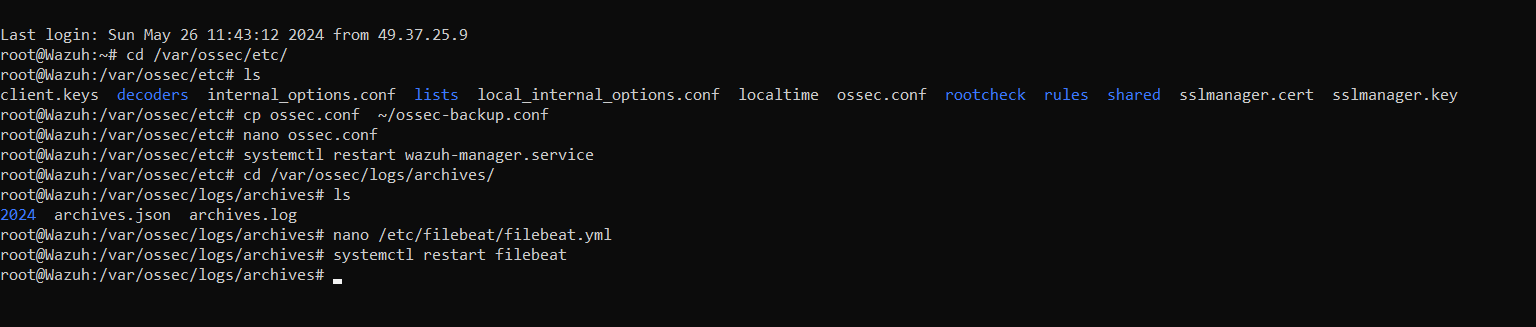 Last login: Sun May 26 11:43:12 2024 from 49.37.25.9
root@Wazuh:~# cd /var/ossec/etc/
root@Wazuh:/var/ossec/etc# ls
client.keys  decoders  internal_options.conf  lists  local_internal_options.conf  localtime  ossec.conf  rootcheck  rules  shared  sslmanager.cert  sslmanager.key
root@Wazuh:/var/ossec/etc# cp ossec.conf  ~/ossec-backup.conf
root@Wazuh:/var/ossec/etc# nano ossec.conf
root@Wazuh:/var/ossec/etc# systemctl restart wazuh-manager.service
root@Wazuh:/var/ossec/etc# cd /var/ossec/logs/archives/
root@Wazuh:/var/ossec/logs/archives# ls
2024  archives.json  archives.log
root@Wazuh:/var/ossec/logs/archives# nano /etc/filebeat/filebeat.yml
root@Wazuh:/var/ossec/logs/archives# systemctl restart filebeat
root@Wazuh:/var/ossec/logs/archives#